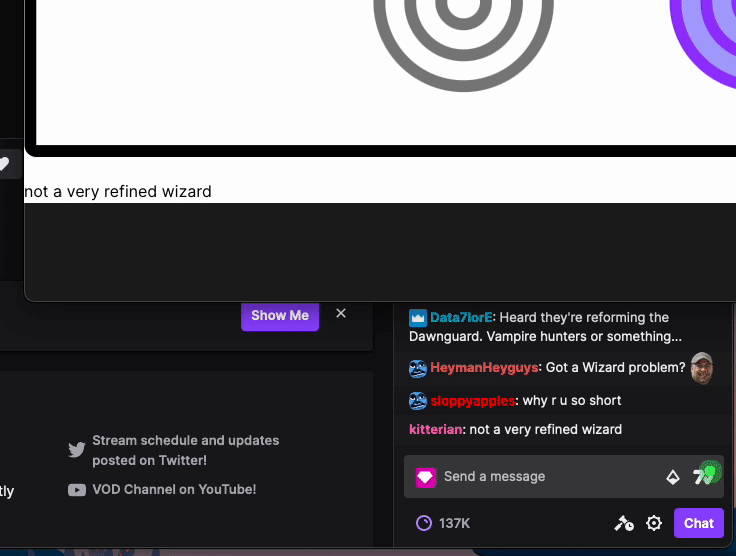 not a very refined wizard
Show Me
Data7IorE: Heard they're reforming the
Dawnguard. Vampire hunters or something...
HeymanHeyguys: Got a Wizard problem?
sloppyapples: why r u so short
kitterian: not a very refined wizard
Stream schedule and updates
posted on Twitter!
tly
VOD Channel on YouTube!
Send a message
137K
Chat